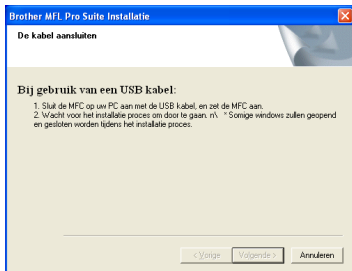 Brother MFL Pro Suite Installatie
De kabel aansluiten
Bij gebruik van een USB kabel:
1. Sluit de MFC op uw PC aan met de USB kabel, en zet de MFC aan.
2. Wacht voor het installatie proces om door te gaan. n\ * Somige windows zullen geopend
en gesloten worden tijdens het installatie proces.
< Vorige
Volgende >
Annuleren